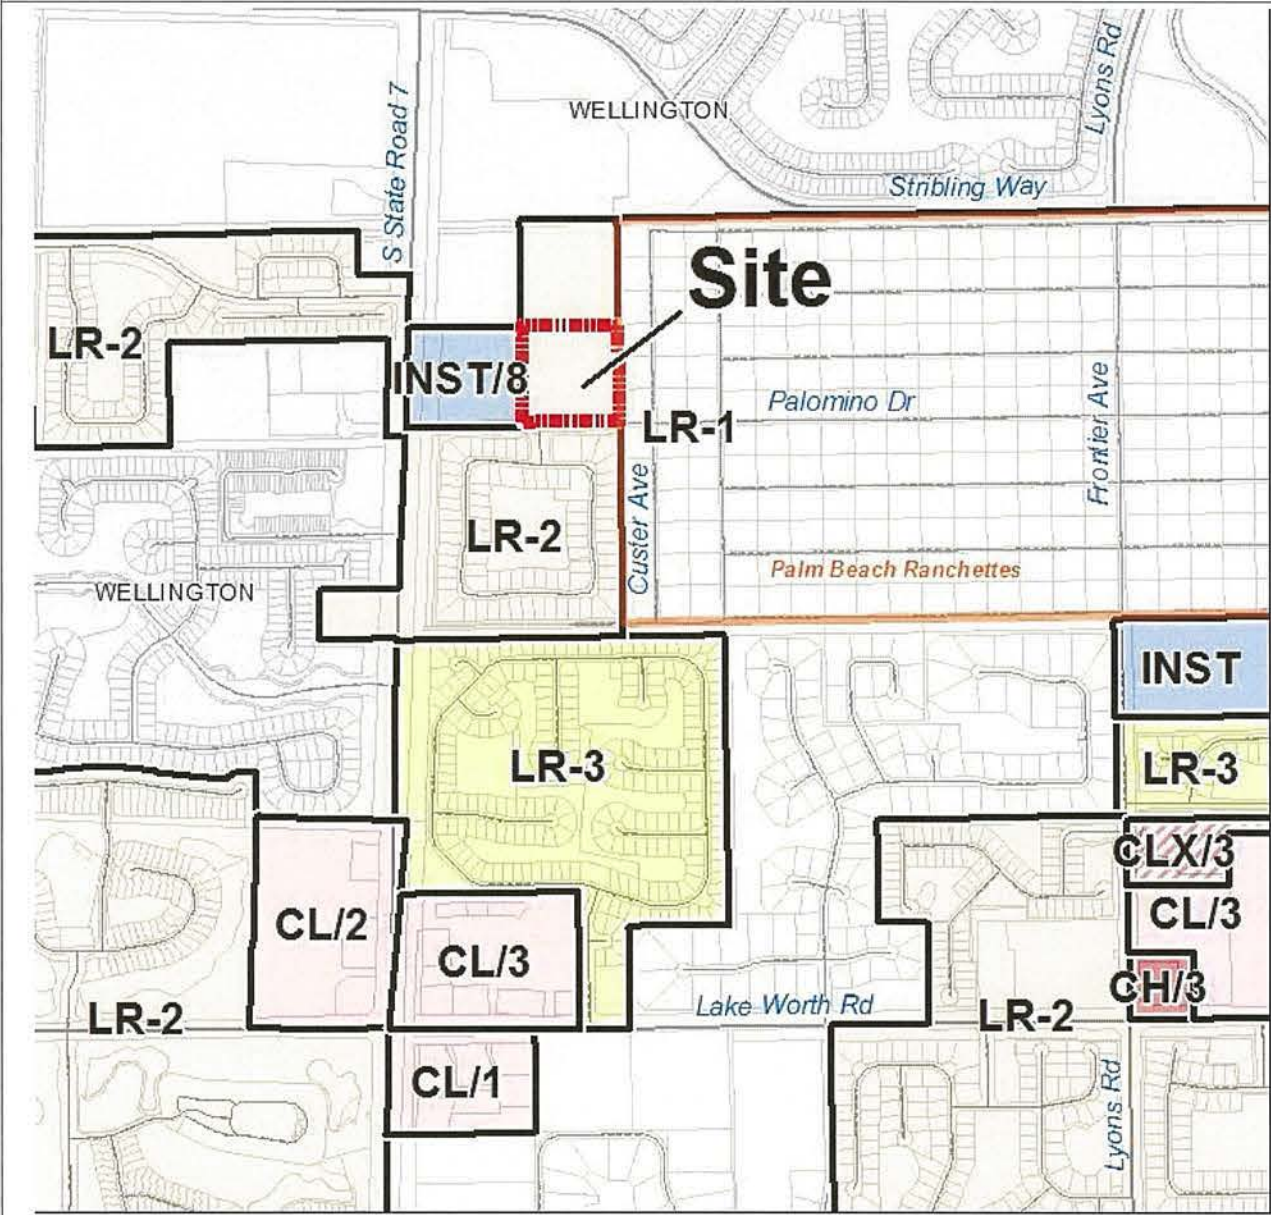 Lyons Rd
WELLINGTON
S State Road 7
Stribling Way
Site
LR-2
INST/8
Palomino Dr
LR-1
Frontier Ave
Custer Ave
LR-2
Palm Beach Ranchettes
WELLINGTON
INST
LR-3
LR-3
CLX/3
CL/2
CL/3
CL/3
CH/3
Lake Worth Rd
LR-2
LR-2
CL/1
Lyons Rd